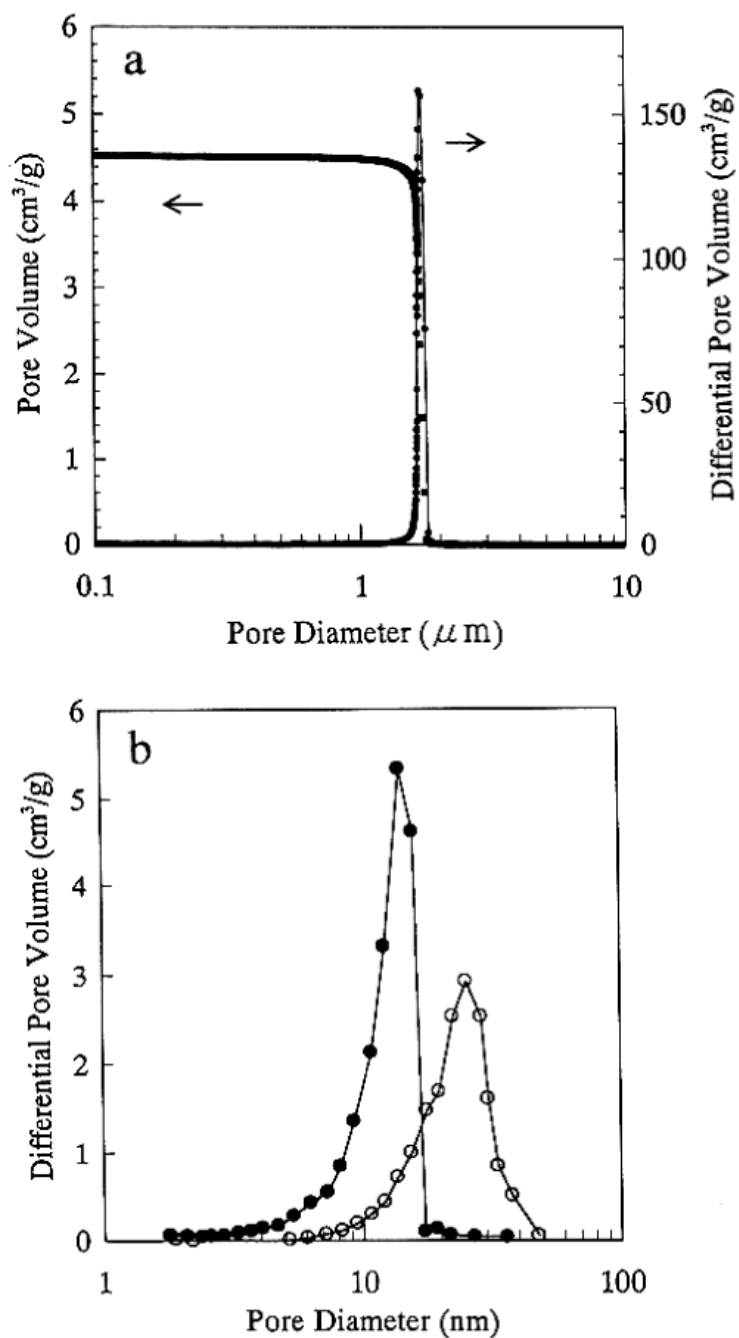 a
6
5
4
3
2
1
0
Pore Volume (cm³/g)
150
100
50
0
Differential Pore Volume (cm³/g)
0.1 1 10
Pore Diameter (μm)
b
6
5
4
3
2
1
0
Differential Pore Volume (cm³/g)
1 10 100
Pore Diameter (nm)